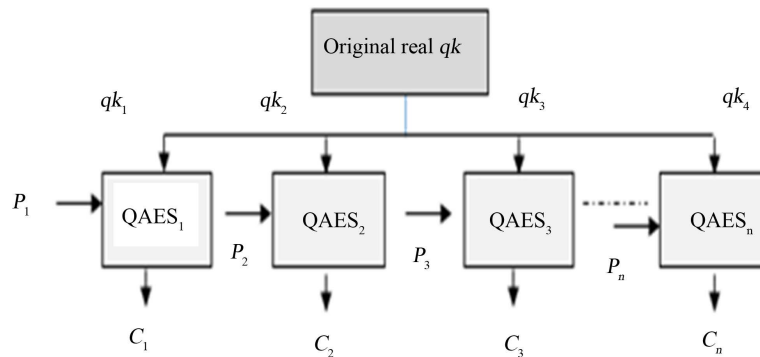 Original real qk
qk₁ qk₂ qk₃ qk₄
P₁ QAES₁ QAES₂ QAES₃ QAESₙ
P₂ P₃ Pₙ
C₁ C₂ C₃ Cₙ